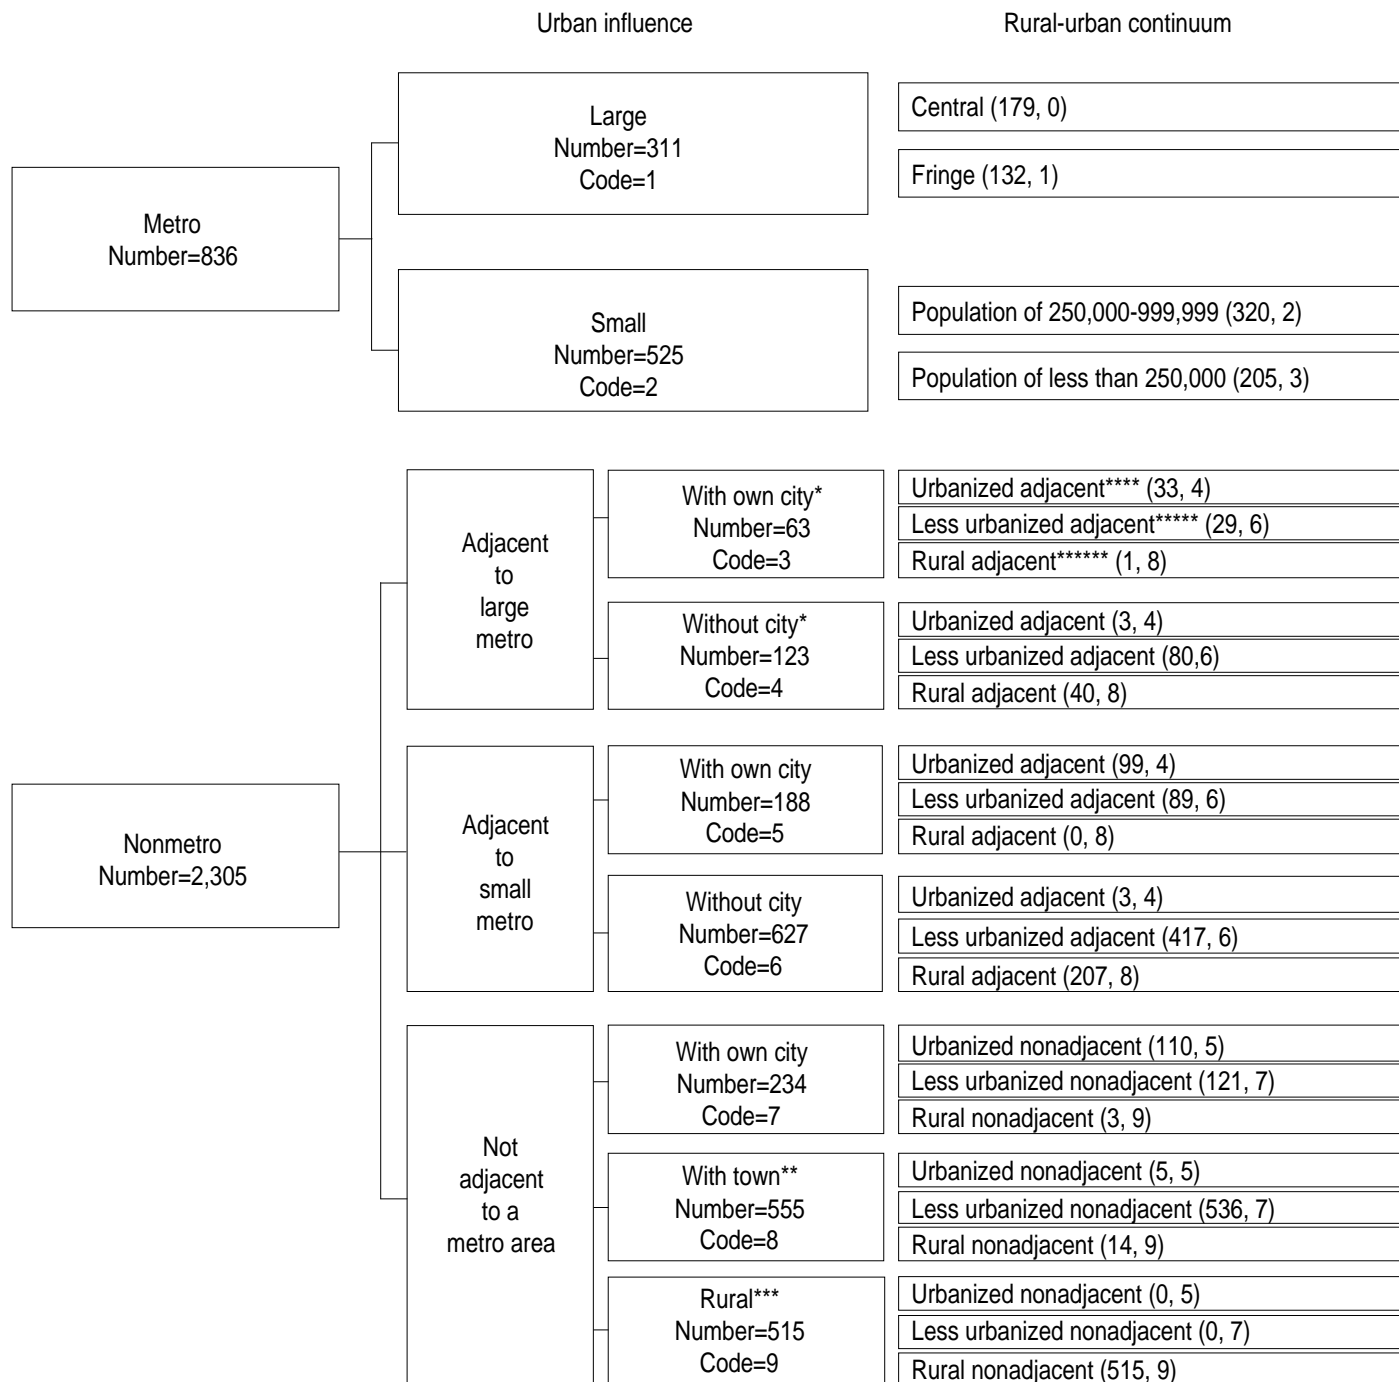 Urban influence
Rural-urban continuum
Large
Number=311
Code=1
Central (179, 0)
Fringe (132, 1)
Metro
Number=836
Small
Number=525
Code=2
Population of 250,000-999,999 (320, 2)
Population of less than 250,000 (205, 3)
Adjacent
to
large
metro
With own city*
Number=63
Code=3
Urbanized adjacent**** (33, 4)
Less urbanized adjacent***** (29, 6)
Rural adjacent****** (1, 8)
Without city*
Number=123
Code=4
Urbanized adjacent (3, 4)
Less urbanized adjacent (80,6)
Rural adjacent (40, 8)
Nonmetro
Number=2,305
Adjacent
to
small
metro
With own city
Number=188
Code=5
Urbanized adjacent (99, 4)
Less urbanized adjacent (89, 6)
Rural adjacent (0, 8)
Without city
Number=627
Code=6
Urbanized adjacent (3, 4)
Less urbanized adjacent (417, 6)
Rural adjacent (207, 8)
Not
adjacent
to a
metro area
With own city
Number=234
Code=7
Urbanized nonadjacent (110, 5)
Less urbanized nonadjacent (121, 7)
Rural nonadjacent (3, 9)
With town**
Number=555
Code=8
Urbanized nonadjacent (5, 5)
Less urbanized nonadjacent (536, 7)
Rural nonadjacent (14, 9)
Rural***
Number=515
Code=9
Urbanized nonadjacent (0, 5)
Less urbanized nonadjacent (0, 7)
Rural nonadjacent (515, 9)